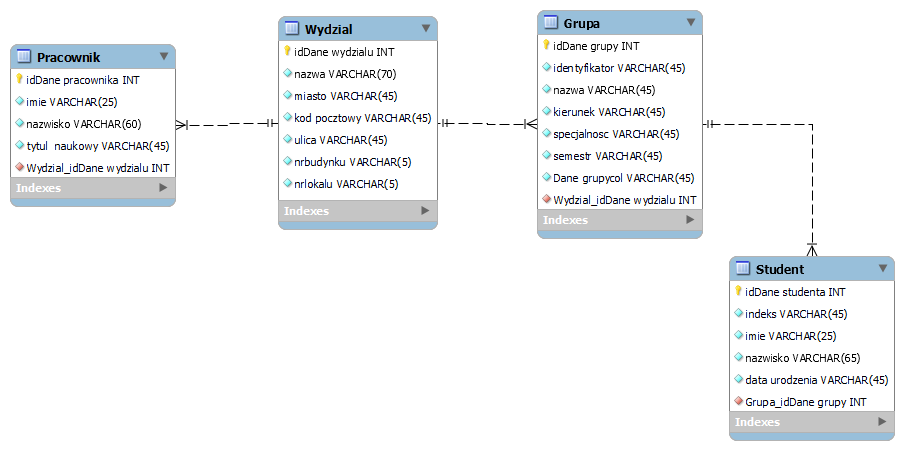 Pracownik
idDane pracownika INT
imie VARCHAR(25)
nazwisko VARCHAR(60)
tytul naukowy VARCHAR(45)
Wydzial_idDane wydzialu INT
Indexes
Wydzial
idDane wydzialu INT
nazwa VARCHAR(70)
miasto VARCHAR(45)
kod pocztowy VARCHAR(45)
ulica VARCHAR(45)
nrbudynku VARCHAR(5)
nrlokalu VARCHAR(5)
Indexes
Grupa
idDane grupy INT
identyfikator VARCHAR(45)
nazwa VARCHAR(45)
kierunek VARCHAR(45)
specjalnosc VARCHAR(45)
semestr VARCHAR(45)
Dane grupycol VARCHAR(45)
Wydzial_idDane wydzialu INT
Indexes
Student
idDane studenta INT
indeks VARCHAR(45)
imie VARCHAR(25)
nazwisko VARCHAR(65)
data urodzenia VARCHAR(45)
Grupa_idDane grupy INT
Indexes